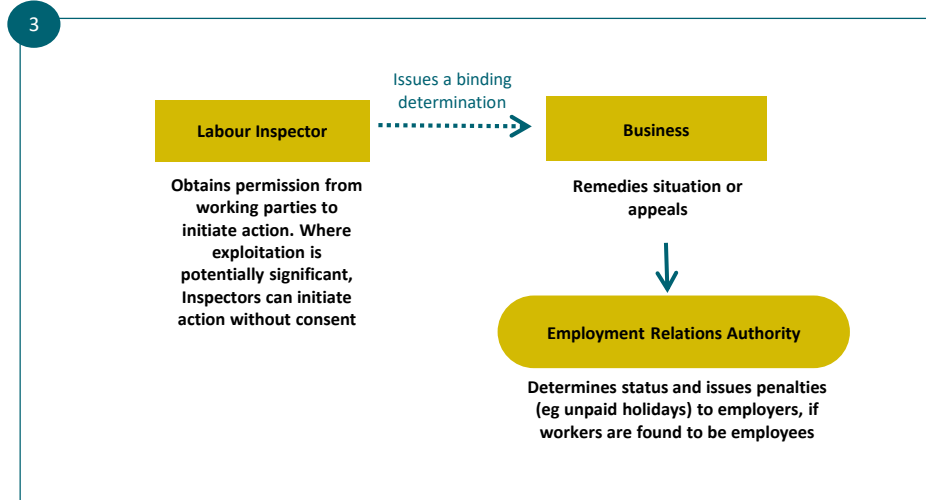 3
Issues a binding
determination
Labour Inspector
Business
Obtains permission from
working parties to
initiate action. Where
exploitation is
potentially significant,
Inspectors can initiate
action without consent
Remedies situation or
appeals
Employment Relations Authority
Determines status and issues penalties
(eg unpaid holidays) to employers, if
workers are found to be employees